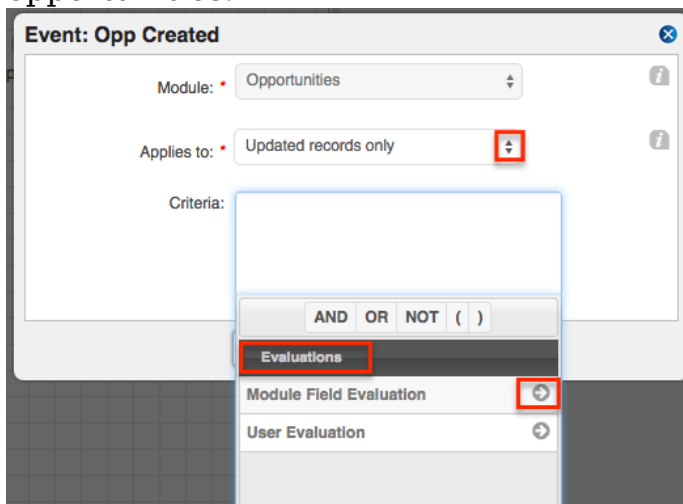 Event: Opp Created
Module: * Opportunities
Applies to: * Updated records only
Criteria:
AND OR NOT ( )
Evaluations
Module Field Evaluation
User Evaluation